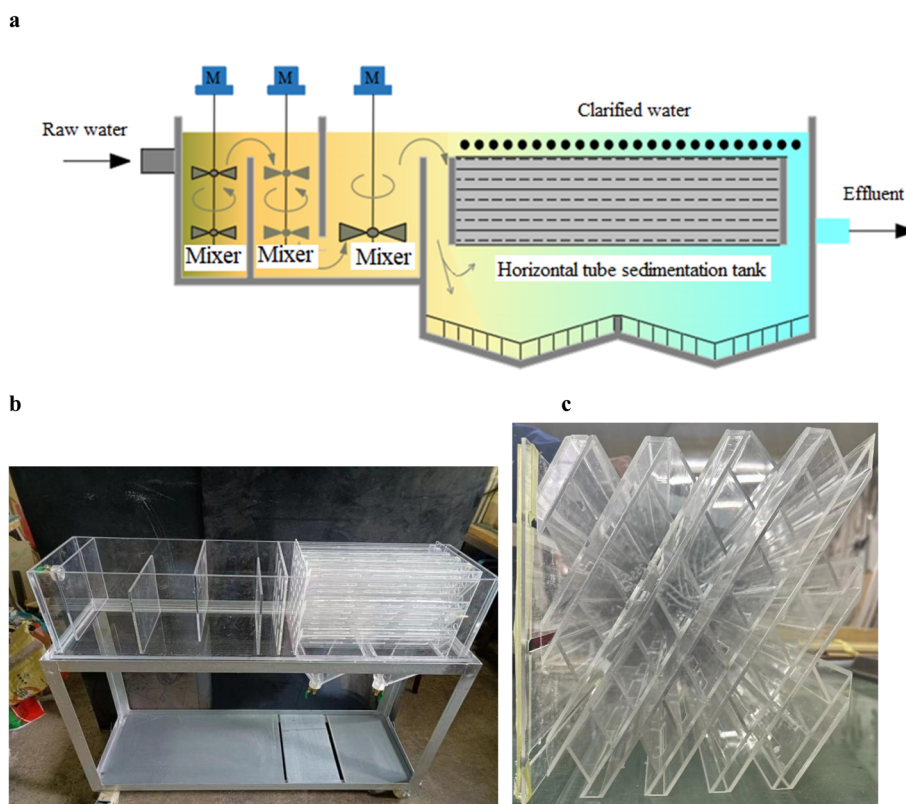 a
M
M
M
Clarified water
Raw water
Effluent
Mixer
Mixer
Mixer
Horizontal tube sedimentation tank
b
c